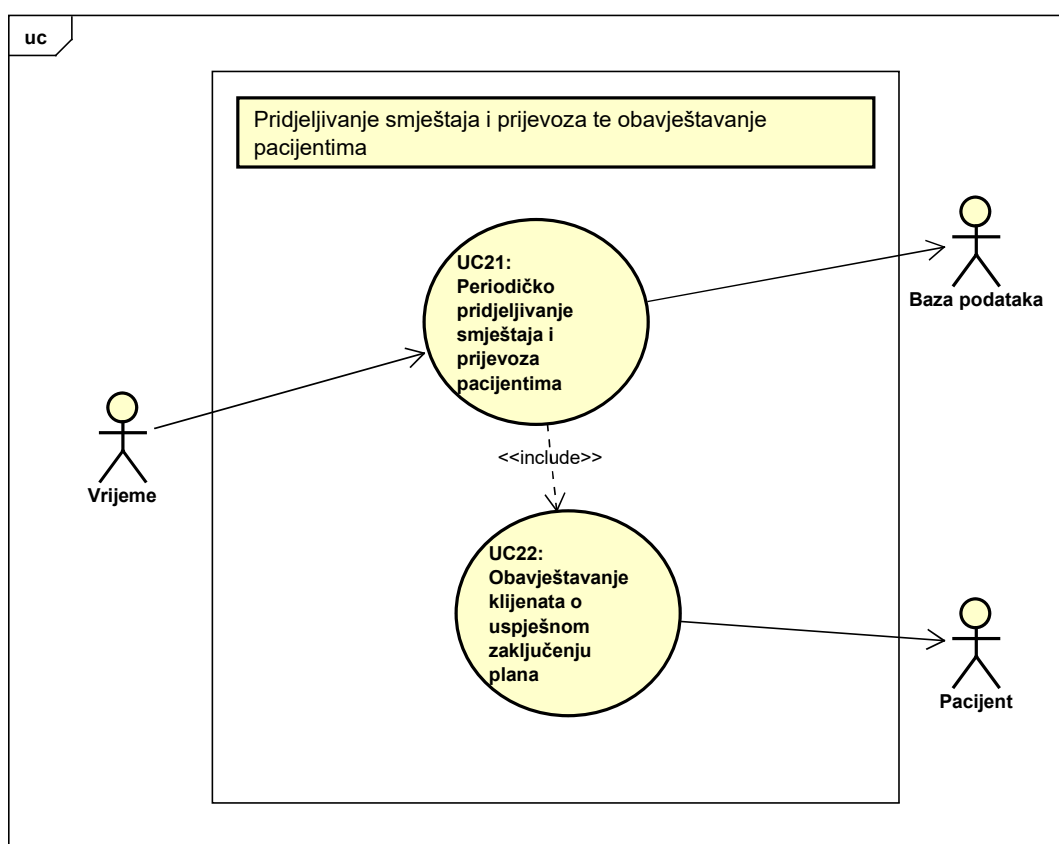 uc
Pridjeljivanje smještaja i prijevoza te obavještavanje
pacijentima
UC21:
Periodičko
pridjeljivanje
smještaja i
prijevoza
pacijentima
Baza podataka
Vrijeme
<<include>>
UC22:
Obavještavanje
klijenata o
uspješnom
zaključenju
plana
Pacijent